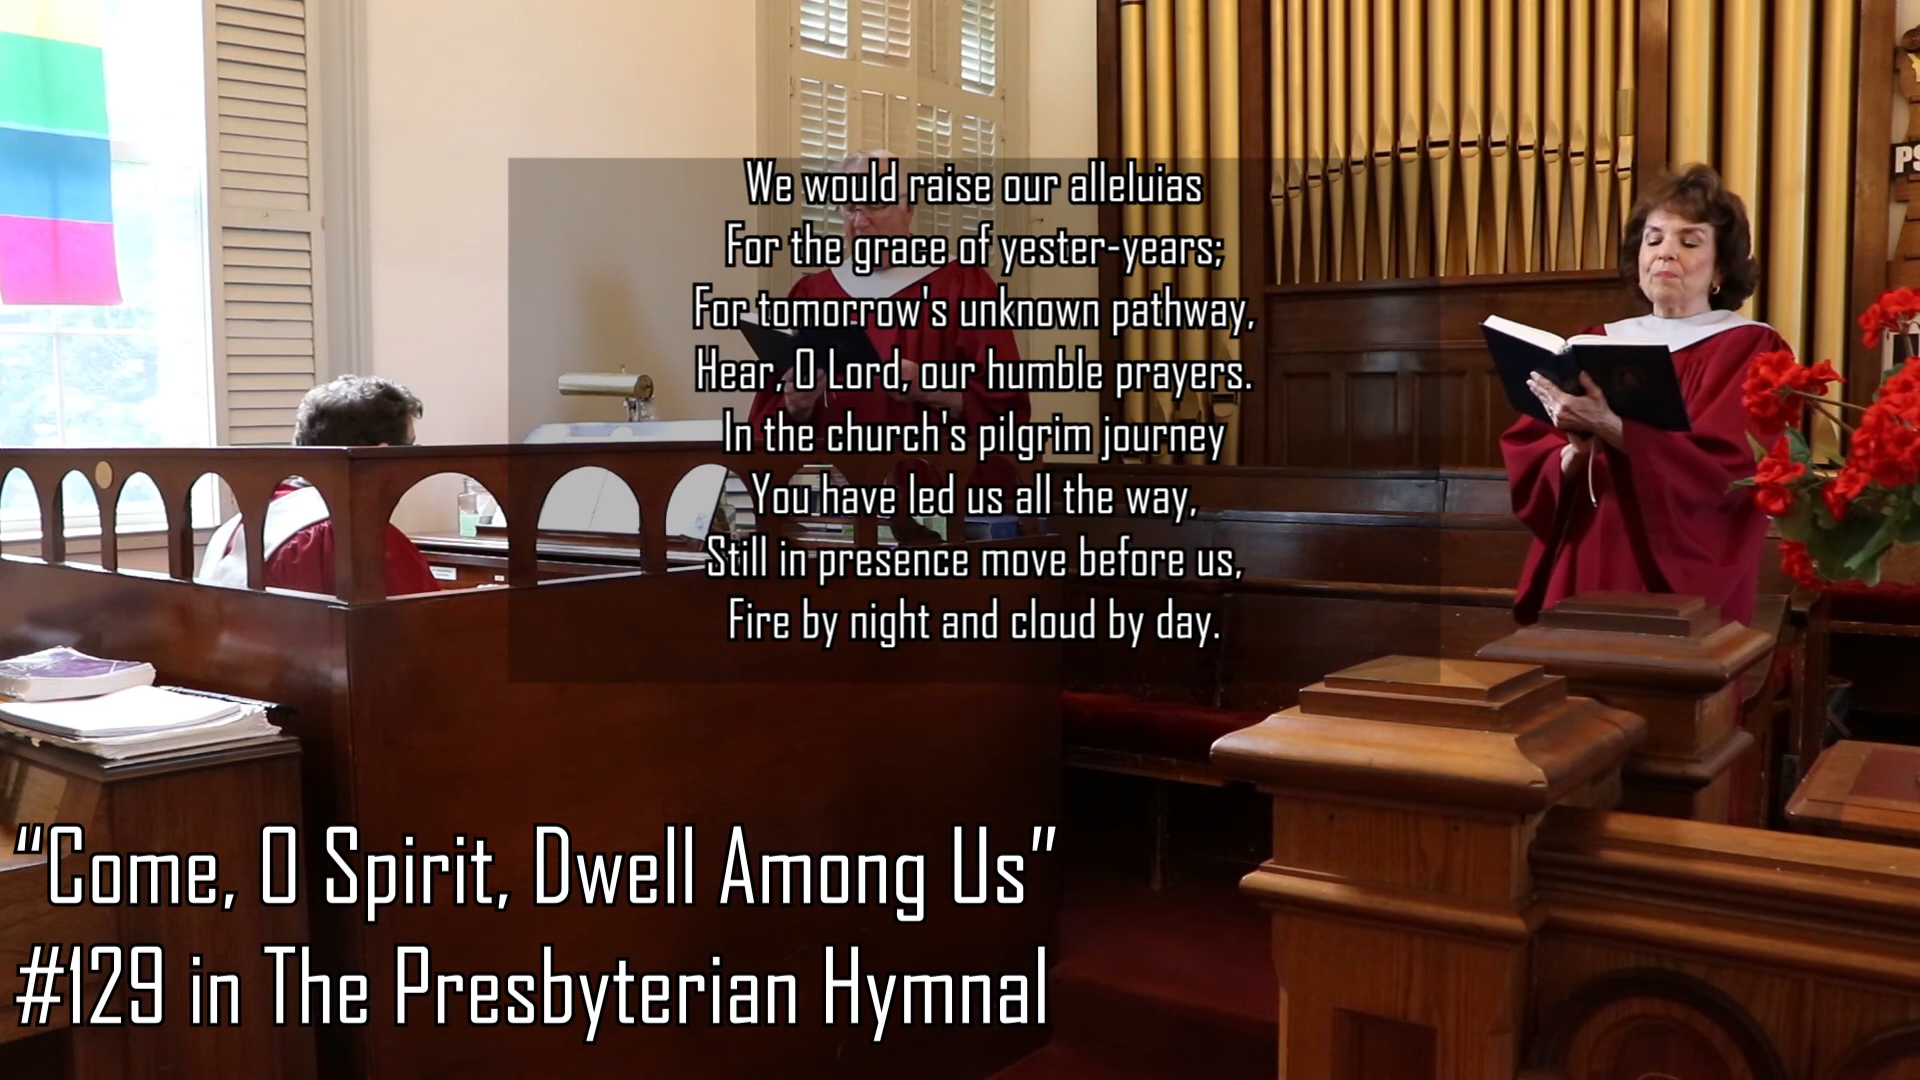 We would raise our alleluias
For the grace of yester-years;
For tomorrow's unknown pathway,
Hear, O Lord, our humble prayers.
In the church's pilgrim journey
You have led us all the way,
Still in presence move before us,
Fire by night and cloud by day.
PS
“Come, O Spirit, Dwell Among Us”
#129 in The Presbyterian Hymnal